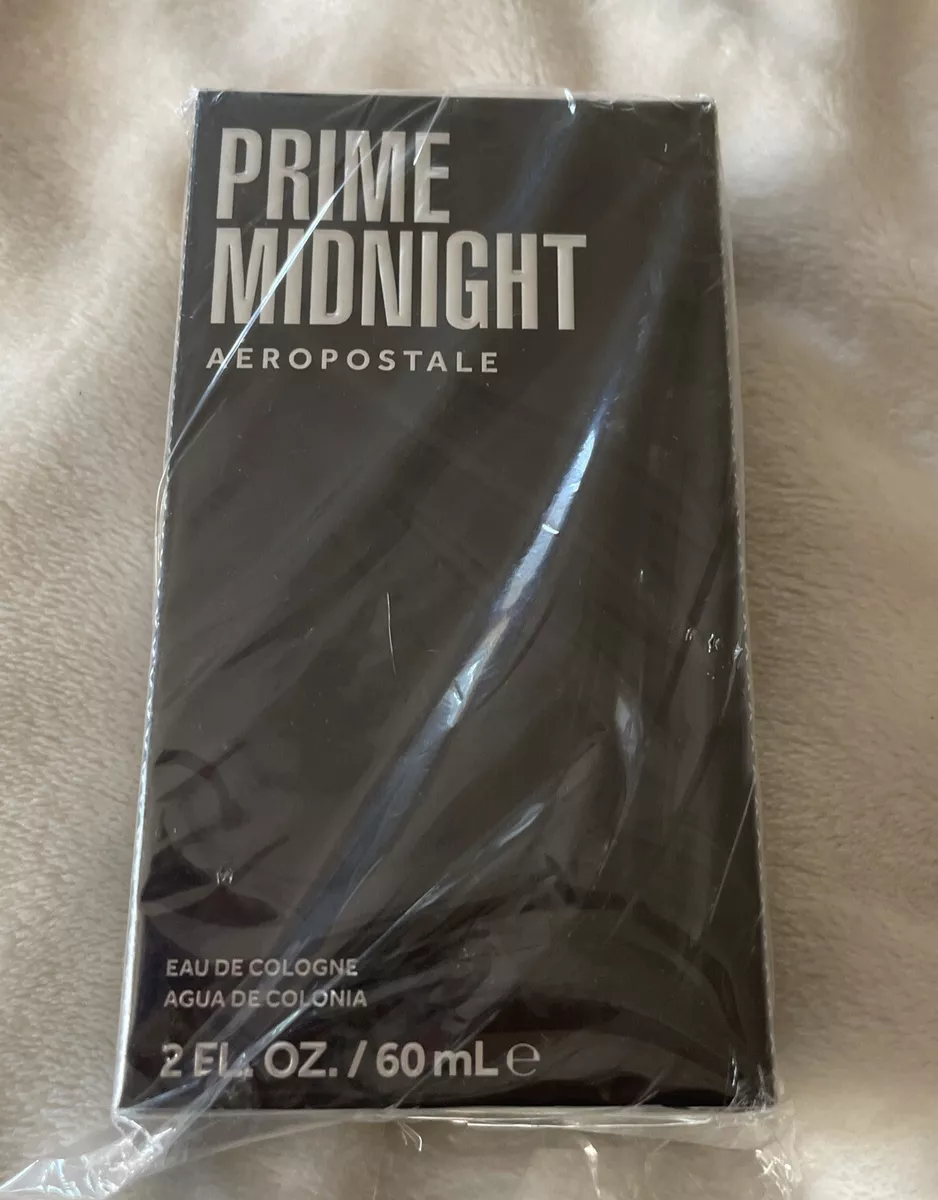 PRIME
MIDNIGHT
AEROPOSTALE
EAU DE COLOGNE
AGUA DE COLONIA
2 FL. OZ. / 60 mL ℮